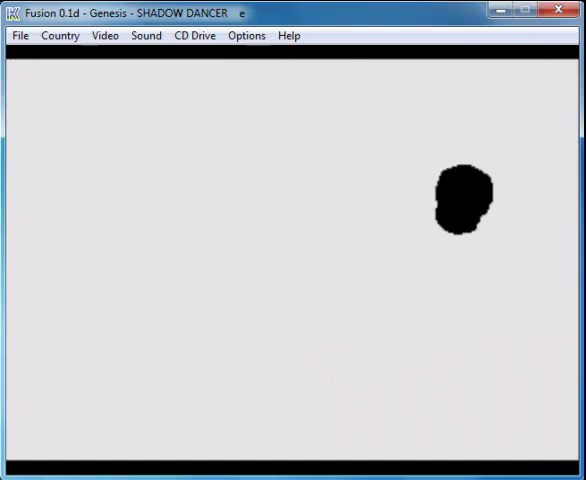 Fusion 0.1d - Genesis - SHADOW DANCER e
File Country Video Sound CD Drive Options Help